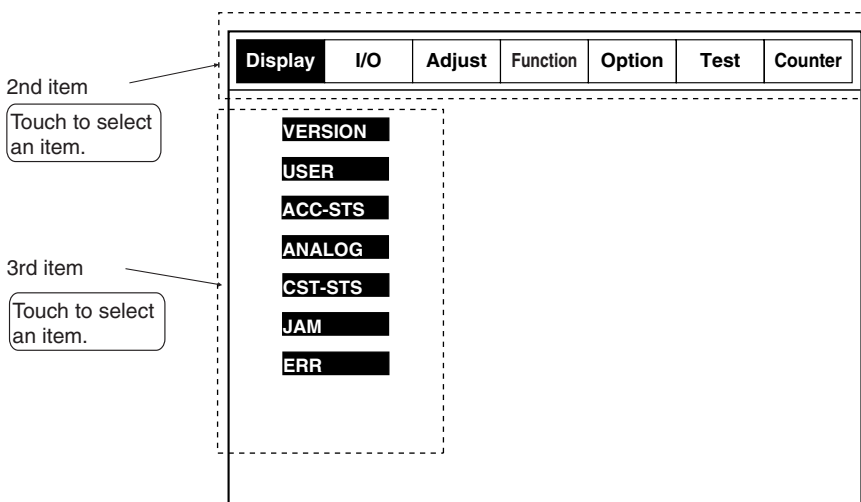 Display I/O Adjust Function Option Test Counter
2nd item
Touch to select
an item.
VERSION
USER
ACC-STS
ANALOG
CST-STS
JAM
ERR
3rd item
Touch to select
an item.